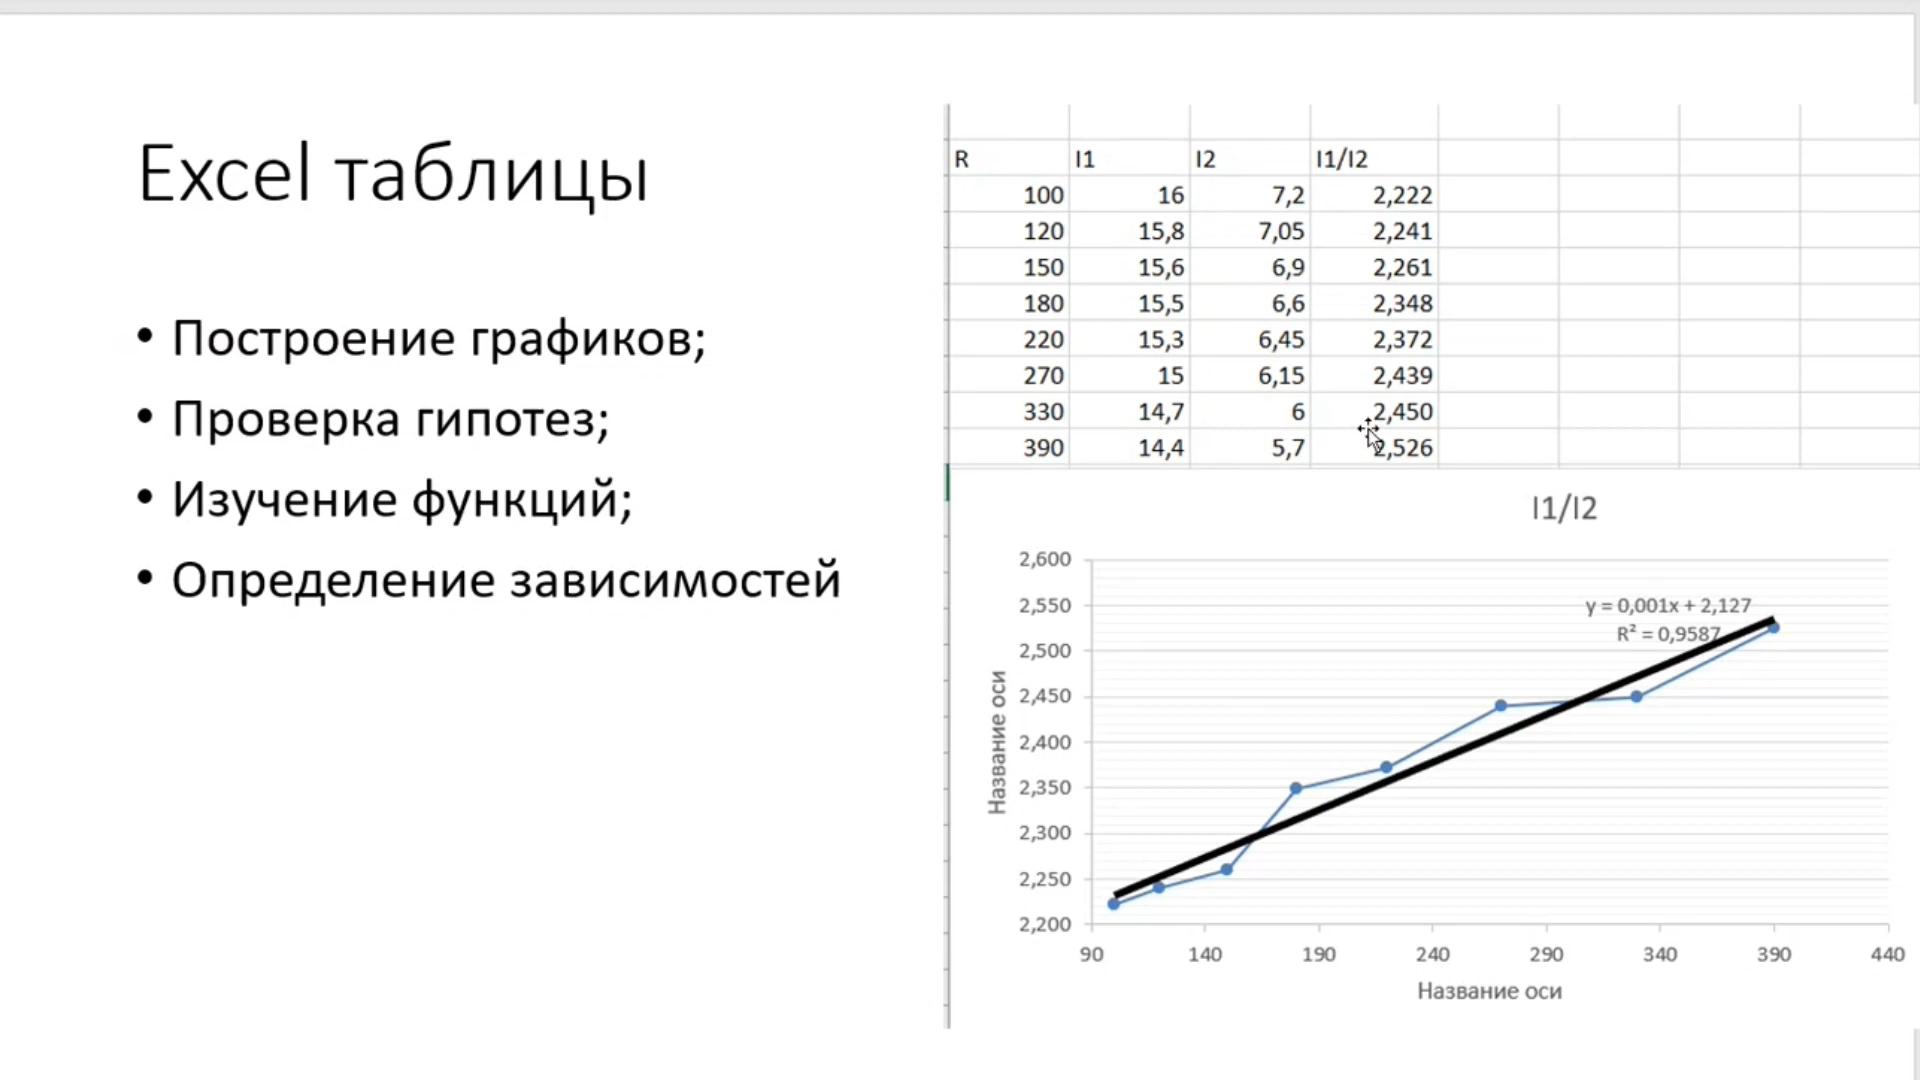 Excel таблицы
• Построение графиков;
• Проверка гипотез;
• Изучение функций;
• Определение зависимостей
R I1 I2 I1/I2
100 16 7,2 2,222
120 15,8 7,05 2,241
150 15,6 6,9 2,261
180 15,5 6,6 2,348
220 15,3 6,45 2,372
270 15 6,15 2,439
330 14,7 6 2,450
390 14,4 5,7 2,526
I1/I2
2,600
2,550
2,500
2,450
2,400
2,350
2,300
2,250
2,200
Название оси
y = 0,001x + 2,127
R² = 0,9587
90 140 190 240 290 340 390 440
Название оси